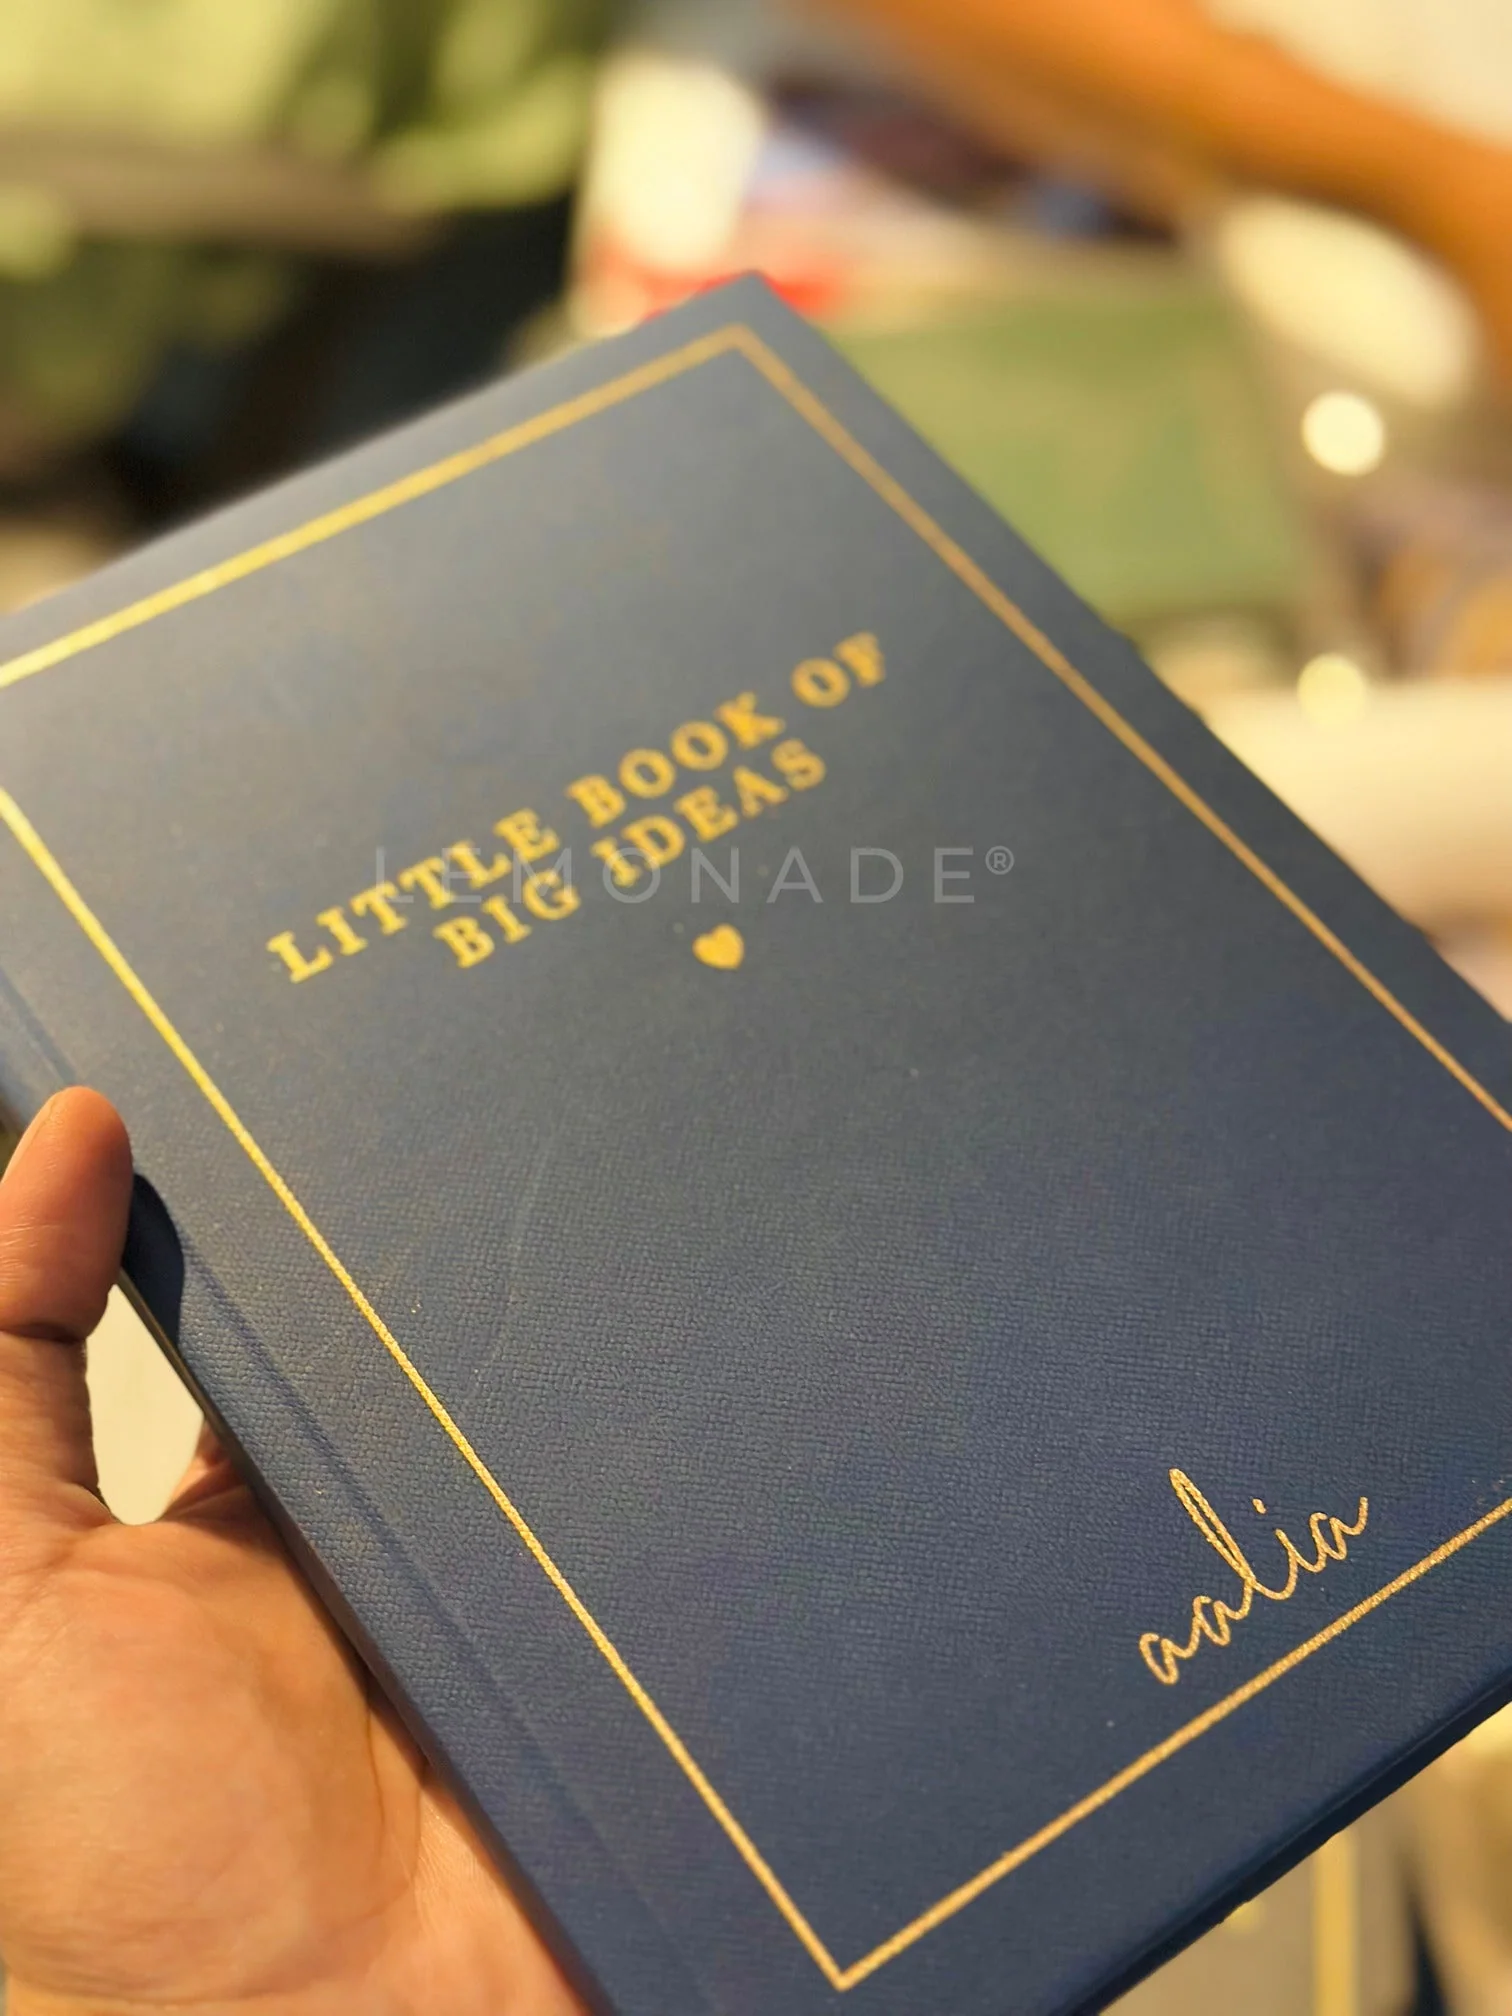 LITTLE BOOK OF
BIG IDEAS
LEMONADE®
aalia